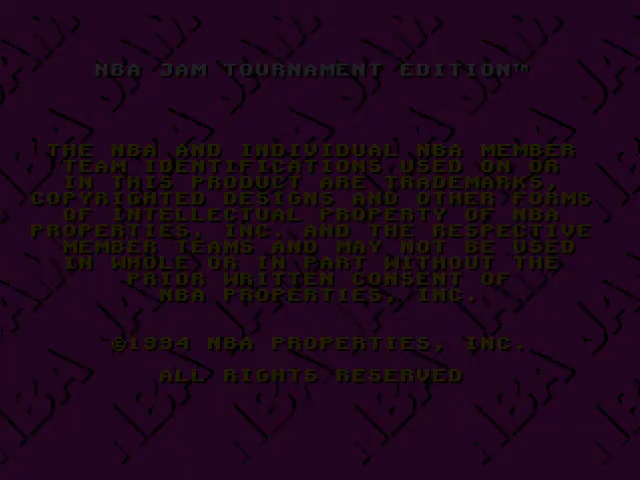 NBA JAM TOURNAMENT EDITION™
THE NBA AND INDIVIDUAL NBA MEMBER
TEAM IDENTIFICATIONS USED ON OR
IN THIS PRODUCT ARE TRADEMARKS,
COPYRIGHTED DESIGNS AND OTHER FORMS
OF INTELLECTUAL PROPERTY OF NBA
PROPERTIES, INC. AND THE RESPECTIVE
MEMBER TEAMS AND MAY NOT BE USED
IN WHOLE OR IN PART WITHOUT THE
PRIOR WRITTEN CONSENT OF
NBA PROPERTIES, INC.
©1994 NBA PROPERTIES, INC.
ALL RIGHTS RESERVED